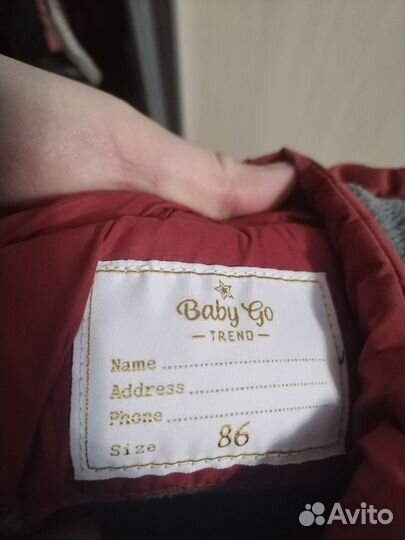 Baby Go
— TREND —
Name ..............................
Address .........................
Phone ..............................
Size 86
Avito